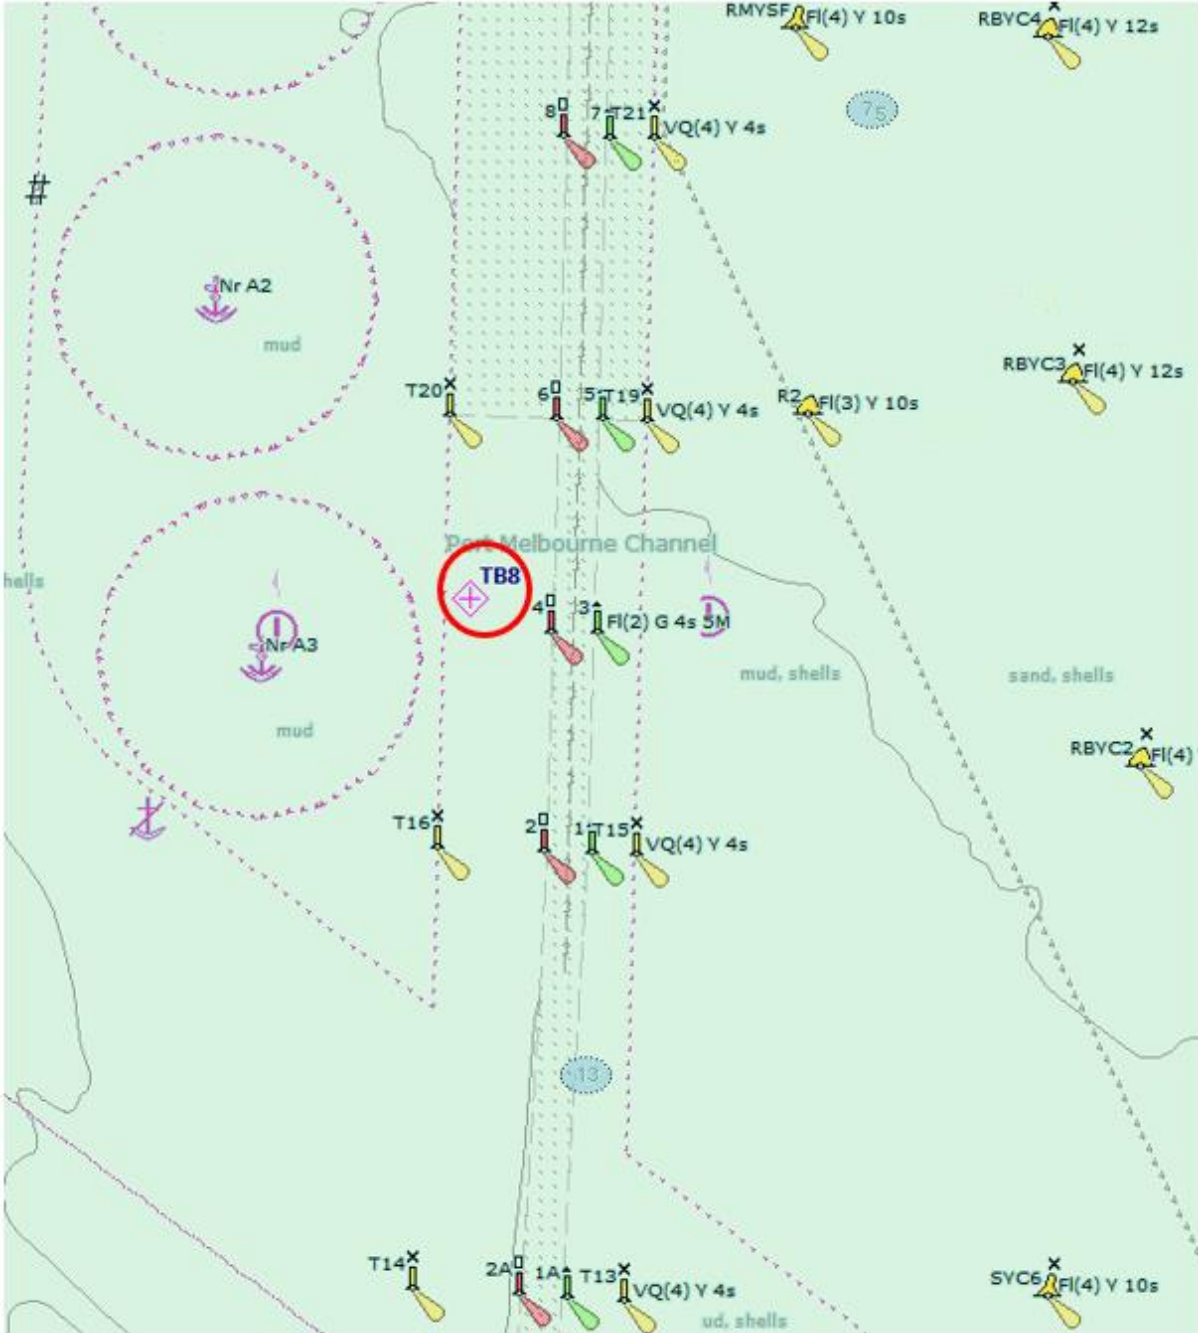 RMYSF Fl(4) Y 10s
RBYC4 Fl(4) Y 12s
7 5
8
7
T21
VQ(4) Y 4s
Nr A2
mud
RBYC3 Fl(4) Y 12s
T20
6
5
T19
VQ(4) Y 4s
R2 Fl(3) Y 10s
Port Melbourne Channel
TB8
hells
4
3
Fl(2) G 4s 5M
Nr A3
mud, shells
sand, shells
mud
RBYC2 Fl(4)
T16
2
1
T15
VQ(4) Y 4s
13
T14
2A
1A
T13
VQ(4) Y 4s
SYC6 Fl(4) Y 10s
ud, shells